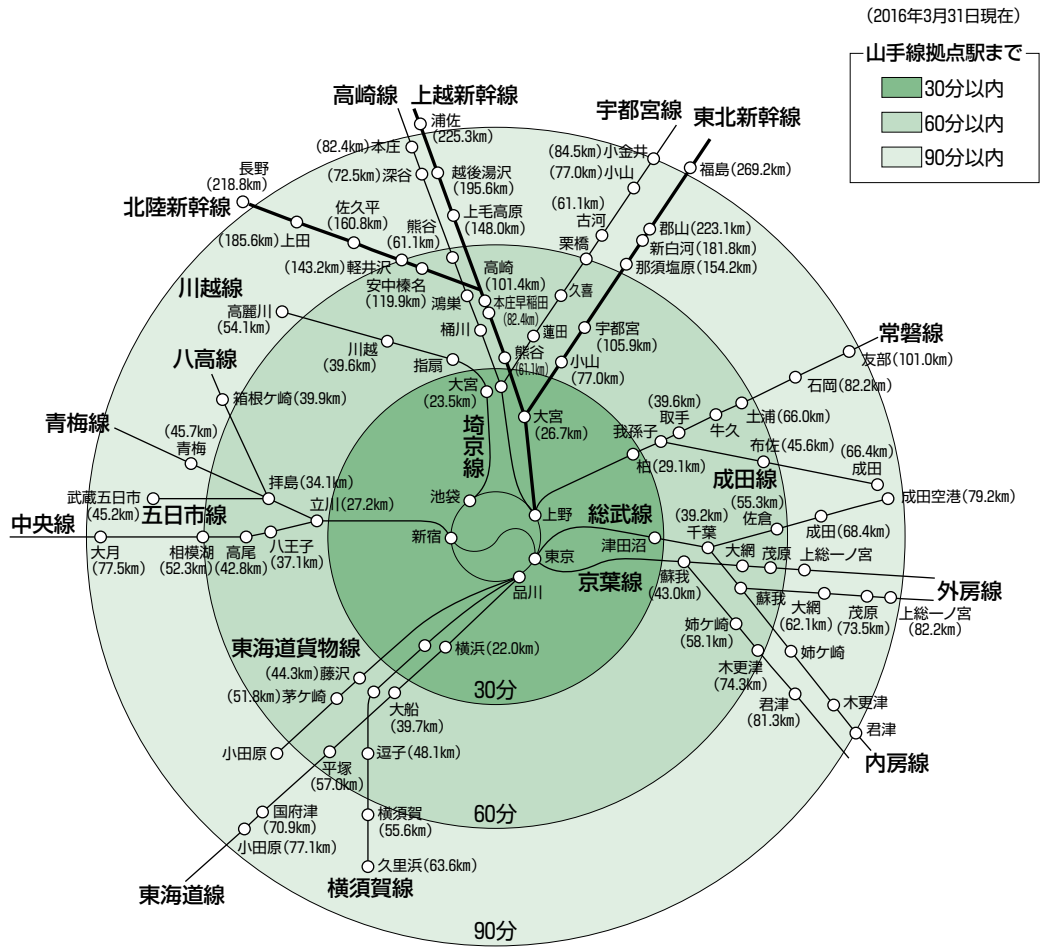 (2016年3月31日現在)
山手線拠点駅まで
30分以内
60分以内
90分以内
高崎線
上越新幹線
浦佐
(225.3km)
(82.4km)本庄
(72.5km)深谷
越後湯沢
(195.6km)
上毛高原
(148.0km)
熊谷
(61.1km)
高崎
(101.4km)
本庄早稲田
(82.4km)
鴻巣
桶川
熊谷
(61.1km)
長野
(218.8km)
北陸新幹線
佐久平
(160.8km)
(185.6km)上田
(143.2km)軽井沢
安中榛名
(119.9km)
宇都宮線
(84.5km)小金井
(77.0km)小山
(61.1km)
古河
栗橋
久喜
蓮田
東北新幹線
福島(269.2km)
郡山(223.1km)
新白河(181.8km)
那須塩原(154.2km)
宇都宮
(105.9km)
小山
(77.0km)
大宮
(26.7km)
川越線
高麗川
(54.1km)
川越
(39.6km)
指扇
大宮
(23.5km)
埼京線
池袋
八高線
箱根ケ崎(39.9km)
青梅線
(45.7km)
青梅
拝島(34.1km)
武蔵五日市
(45.2km)
五日市線
立川(27.2km)
中央線
大月
(77.5km)
相模湖
(52.3km)
高尾
(42.8km)
八王子
(37.1km)
新宿
上野
東京
品川
常磐線
友部(101.0km)
石岡(82.2km)
土浦(66.0km)
牛久
(39.6km)
取手
我孫子
柏(29.1km)
布佐(45.6km)
(66.4km)
成田
成田線
成田空港(79.2km)
成田(68.4km)
(55.3km)
佐倉
(39.2km)
千葉
総武線
津田沼
京葉線
大網
茂原
上総一ノ宮
外房線
蘇我
(43.0km)
蘇我
大網
(62.1km)
茂原
(73.5km)
上総一ノ宮
(82.2km)
姉ケ崎
(58.1km)
木更津
(74.3km)
君津
(81.3km)
姉ケ崎
木更津
君津
内房線
東海道貨物線
(44.3km)藤沢
(51.8km)茅ケ崎
小田原
横浜(22.0km)
大船
(39.7km)
逗子(48.1km)
平塚
(57.0km)
横須賀
(55.6km)
国府津
(70.9km)
小田原(77.1km)
久里浜(63.6km)
東海道線
横須賀線
30分
60分
90分